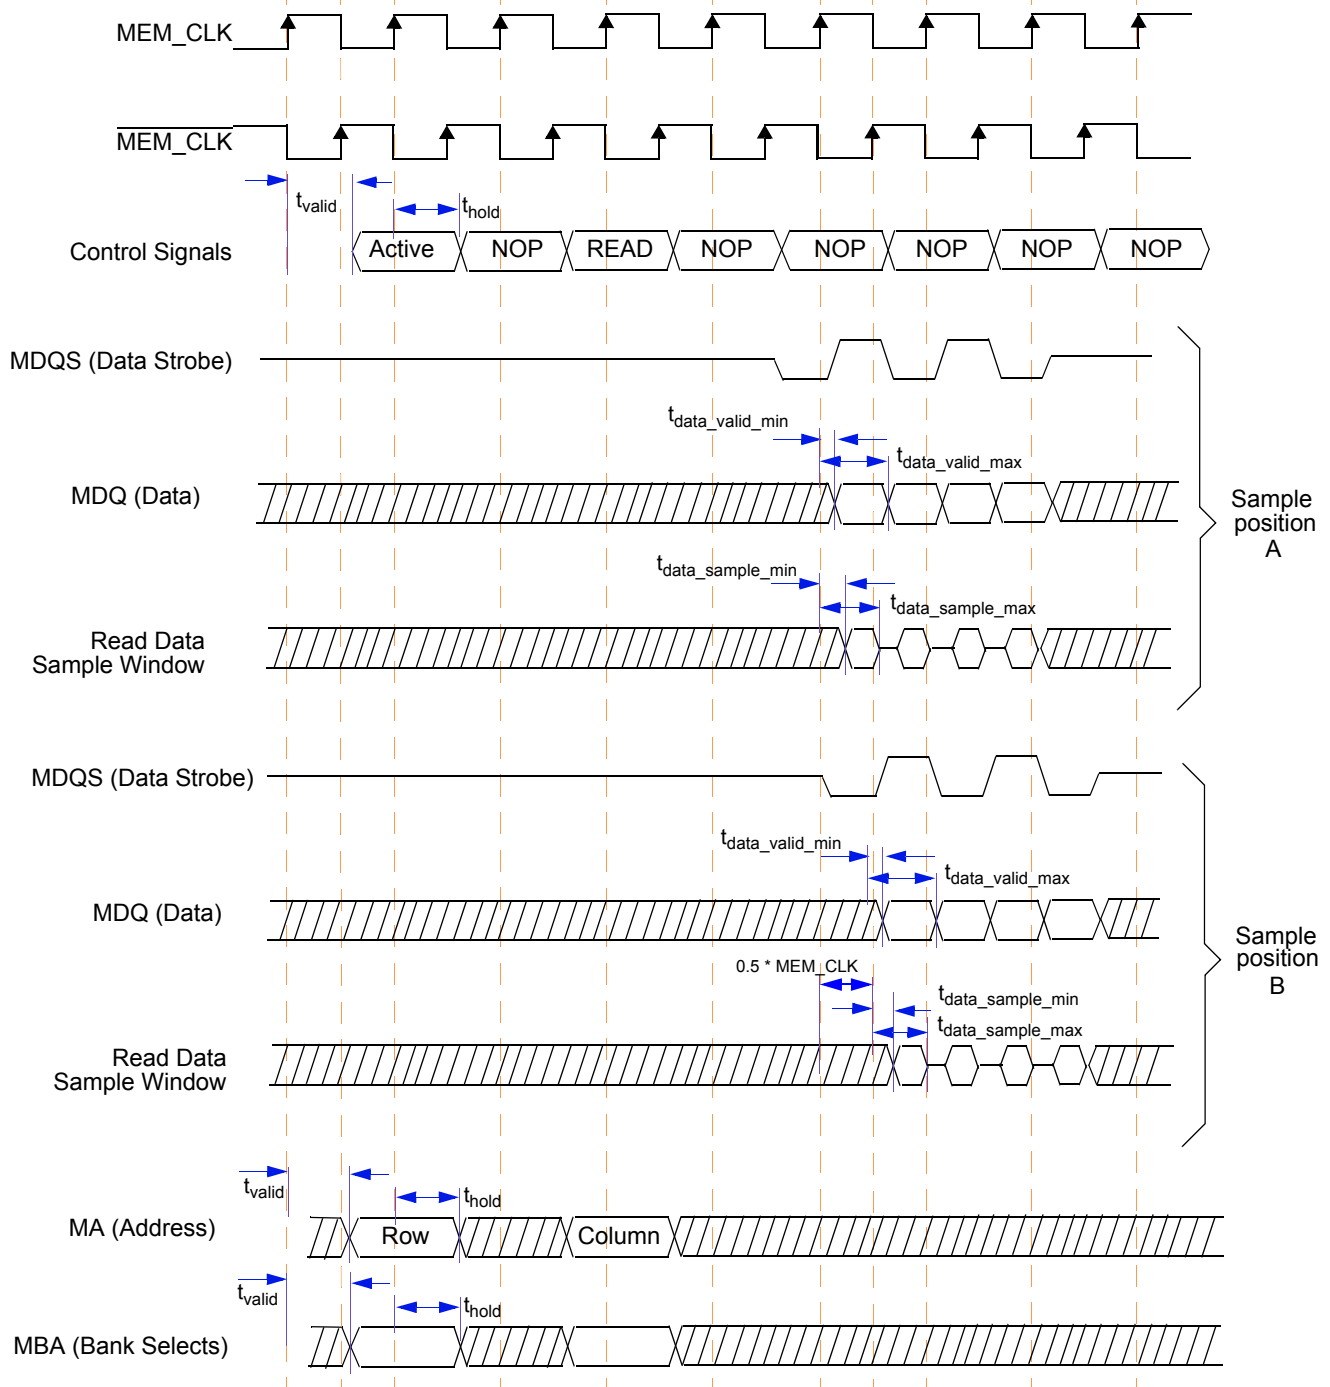 MEM_CLK
MEM_CLK
tvalid
thold
Control Signals
Active
NOP
READ
NOP
NOP
NOP
NOP
NOP
MDQS (Data Strobe)
tdata_valid_min
tdata_valid_max
MDQ (Data)
Sample
position
A
tdata_sample_min
tdata_sample_max
Read Data
Sample Window
MDQS (Data Strobe)
tdata_valid_min
tdata_valid_max
MDQ (Data)
Sample
position
B
0.5 * MEM_CLK
tdata_sample_min
tdata_sample_max
Read Data
Sample Window
tvalid
thold
MA (Address)
Row
Column
tvalid
thold
MBA (Bank Selects)